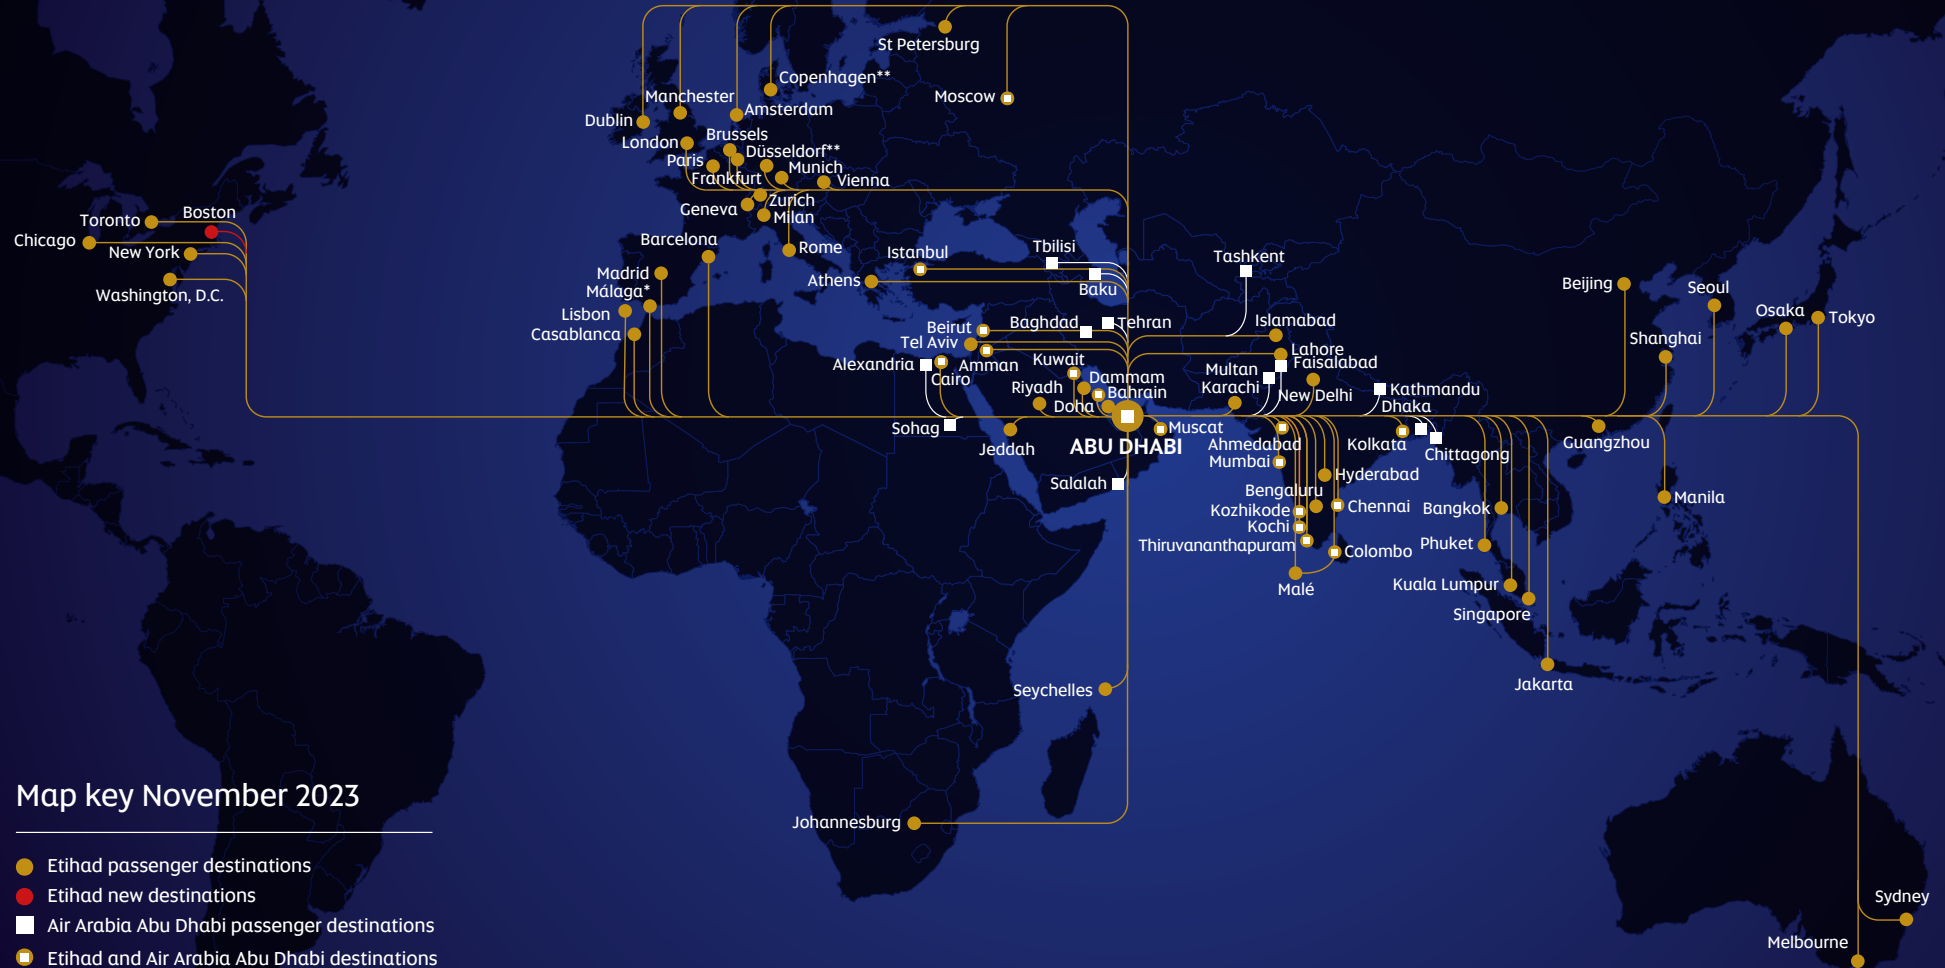 St Petersburg
Copenhagen**
Manchester
Moscow
Amsterdam
Dublin
Brussels
London
Düsseldorf**
Paris
Munich
Frankfurt
Vienna
Zurich
Geneva
Milan
Boston
Toronto
Chicago
New York
Washington, D.C.
Barcelona
Rome
Istanbul
Tbilisi
Tashkent
Madrid
Athens
Baku
Málaga*
Lisbon
Casablanca
Beijing
Seoul
Osaka
Tokyo
Shanghai
Beirut
Baghdad
Tehran
Islamabad
Tel Aviv
Lahore
Alexandria
Amman
Kuwait
Faisalabad
Cairo
Multan
Dammam
Riyadh
Karachi
Kathmandu
Bahrain
New Delhi
Doha
Dhaka
Sohag
Muscat
Jeddah
ABU DHABI
Ahmedabad
Kolkata
Guangzhou
Chittagong
Mumbai
Hyderabad
Salalah
Bengaluru
Manila
Kozhikode
Chennai
Bangkok
Kochi
Thiruvananthapuram
Colombo
Phuket
Malé
Kuala Lumpur
Singapore
Jakarta
Seychelles
Johannesburg
Sydney
Melbourne
Map key November 2023
Etihad passenger destinations
Etihad new destinations
Air Arabia Abu Dhabi passenger destinations
Etihad and Air Arabia Abu Dhabi destinations